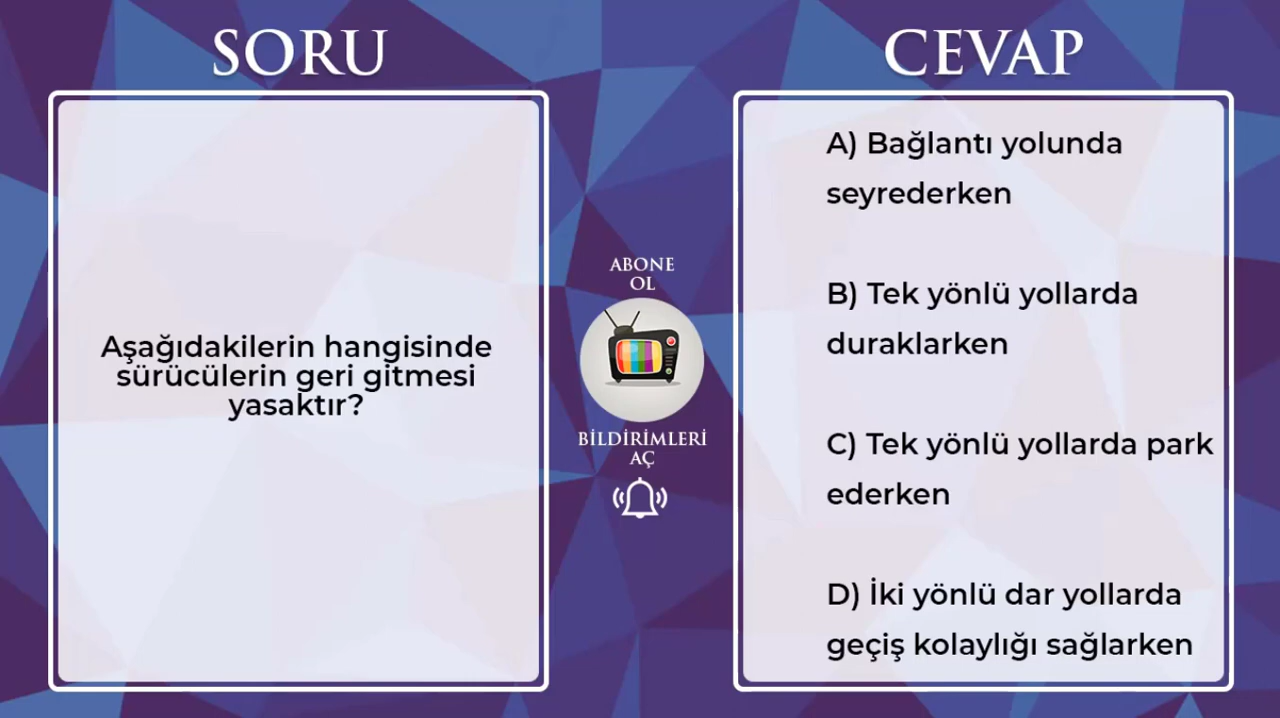 SORU
Aşağıdakilerin hangisinde
sürücülerin geri gitmesi
yasaktır?
ABONE
OL
BİLDİRİMLERİ
AÇ
CEVAP
A) Bağlantı yolunda
seyrederken
B) Tek yönlü yollarda
duraklarken
C) Tek yönlü yollarda park
ederken
D) İki yönlü dar yollarda
geçiş kolaylığı sağlarken